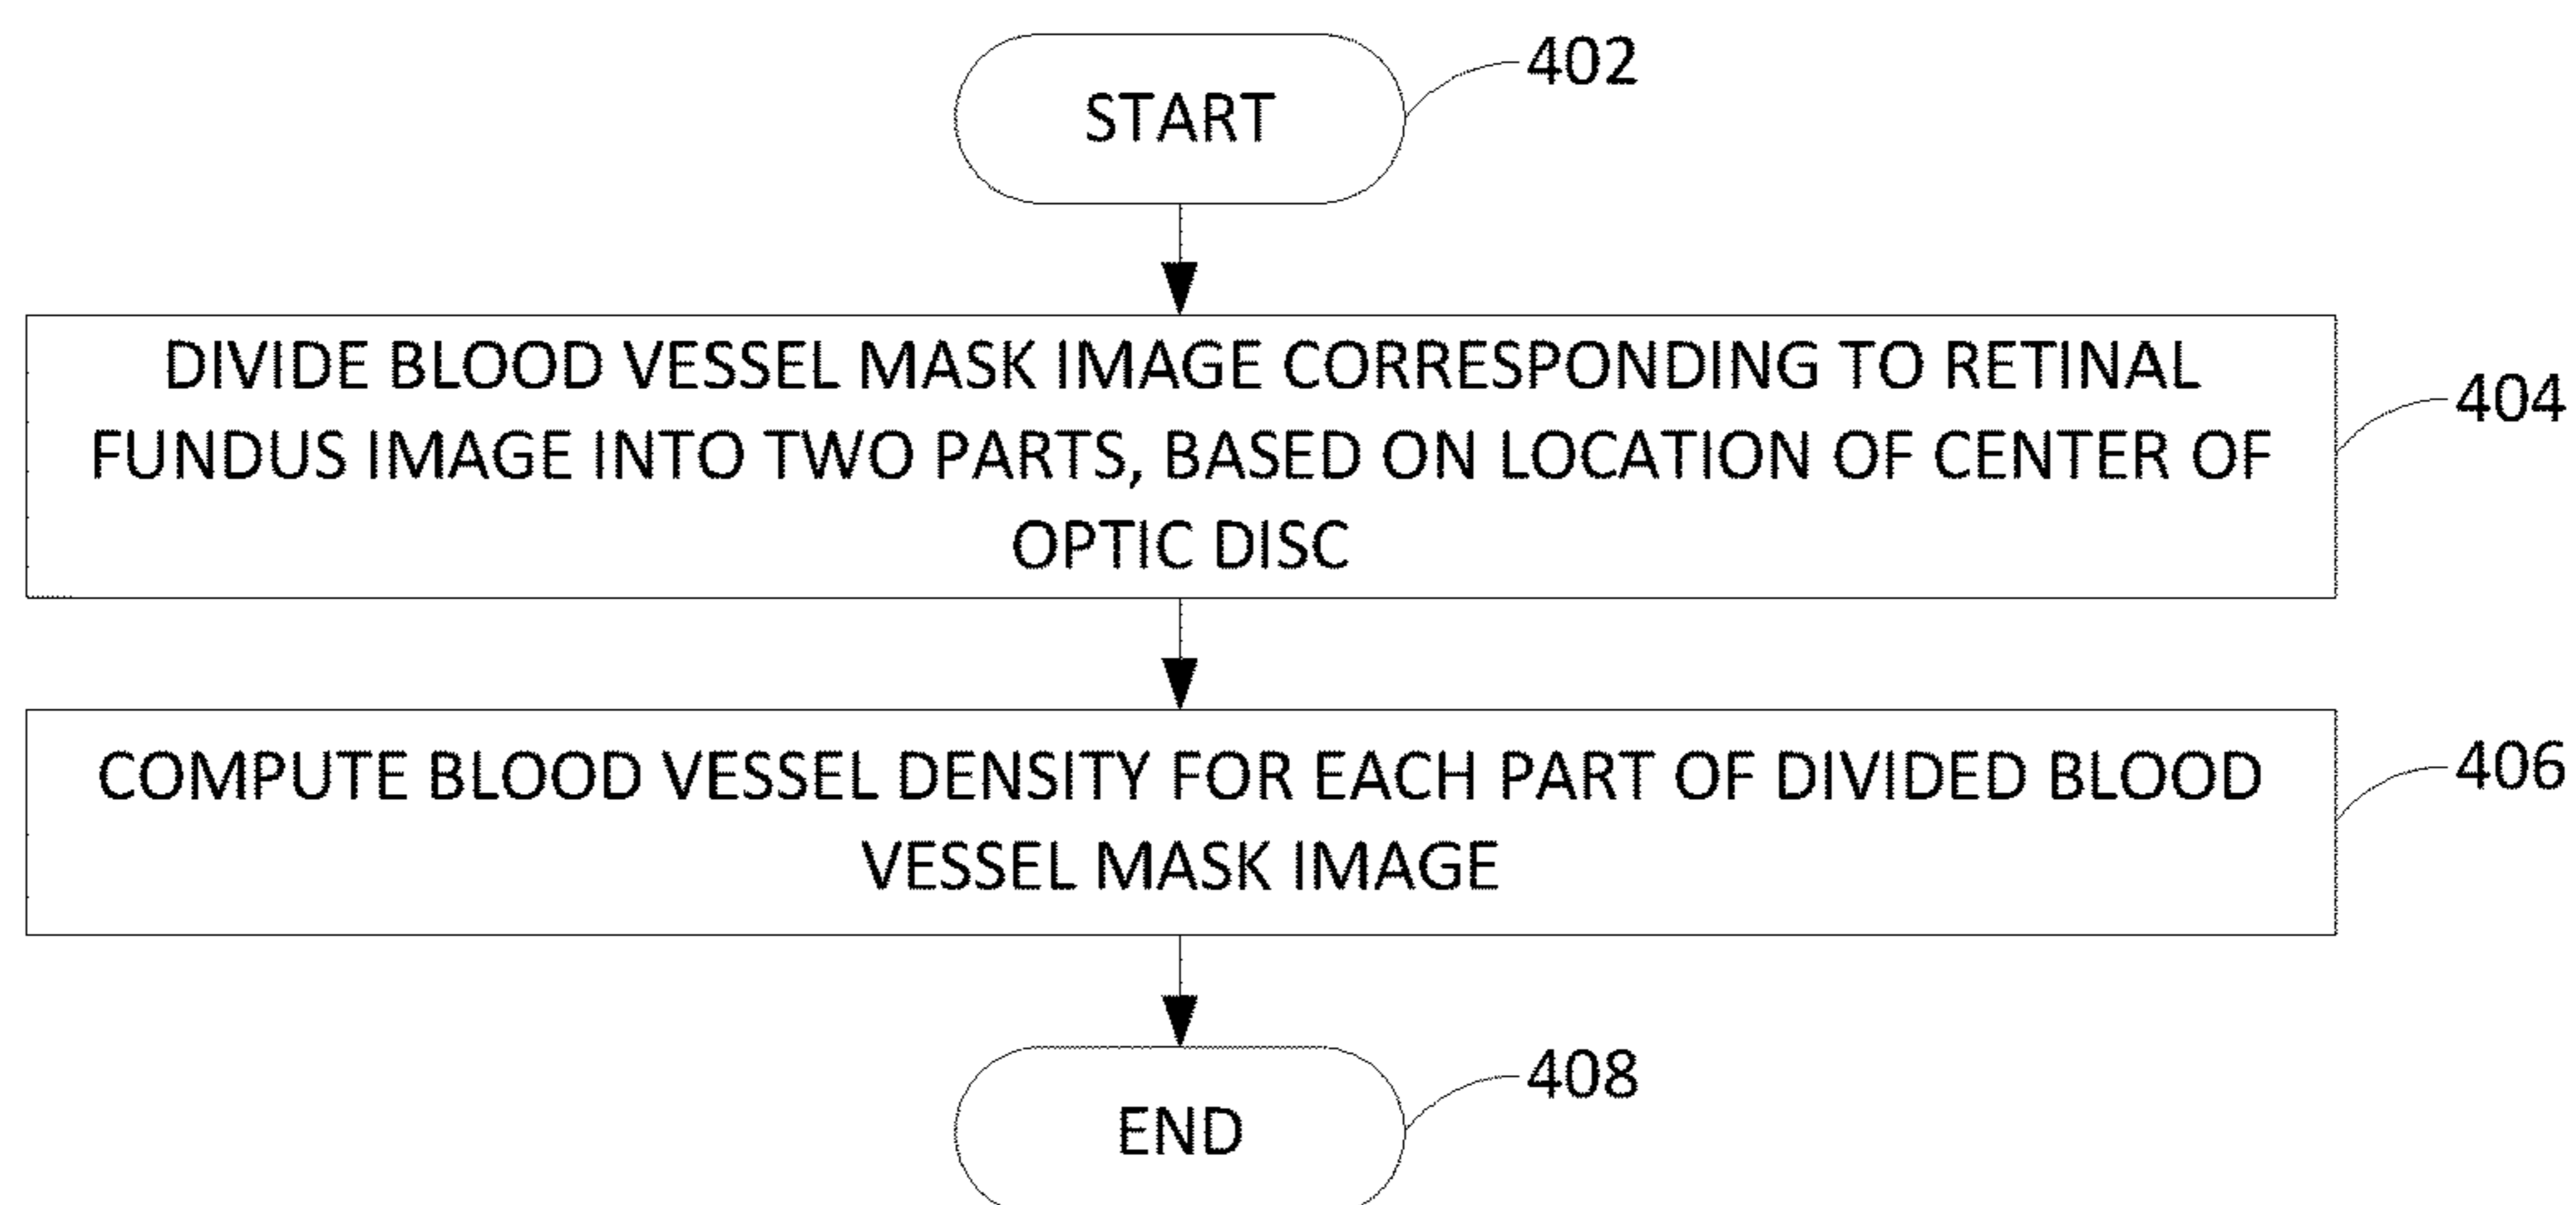 START
402
DIVIDE BLOOD VESSEL MASK IMAGE CORRESPONDING TO RETINAL
FUNDUS IMAGE INTO TWO PARTS, BASED ON LOCATION OF CENTER OF
OPTIC DISC
404
COMPUTE BLOOD VESSEL DENSITY FOR EACH PART OF DIVIDED BLOOD
VESSEL MASK IMAGE
406
END
408